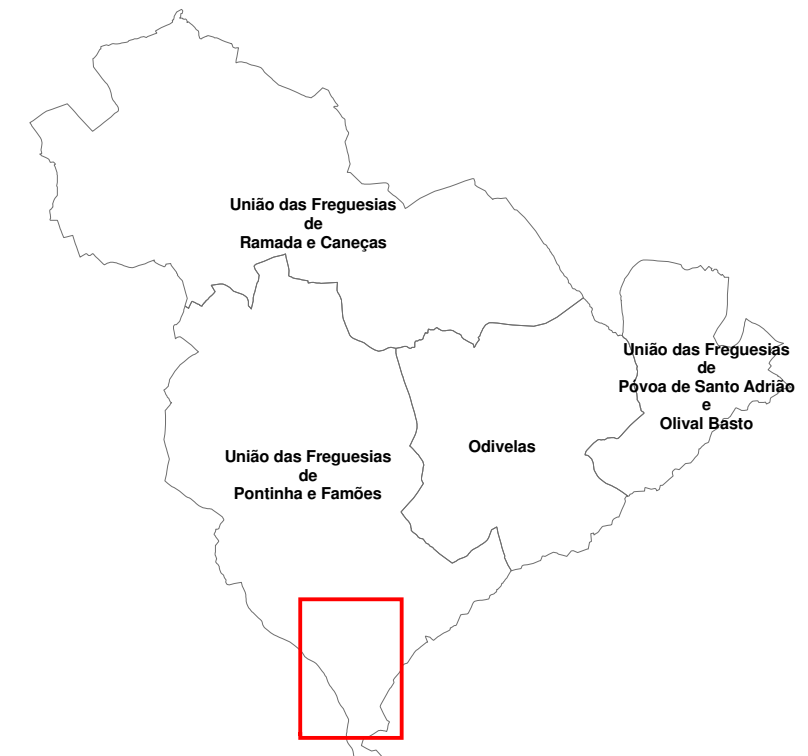 União das Freguesias
de
Ramada e Caneças
União das Freguesias
de
Póvoa de Santo Adrião
e
Olival Basto
Odivelas
União das Freguesias
de
Pontinha e Famões